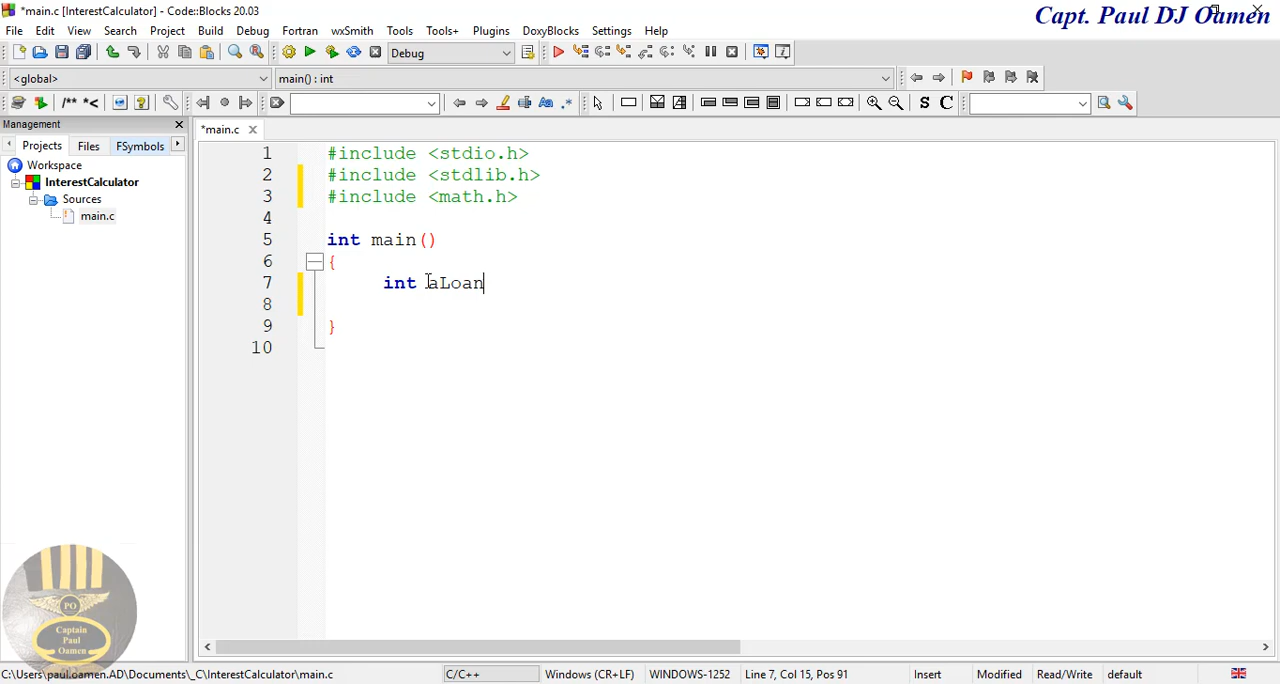 *main.c [InterestCalculator] - Code::Blocks 20.03
Capt. Paul DJ Oamen
File Edit View Search Project Build Debug Fortran wxSmith Tools Tools+ Plugins DoxyBlocks Settings Help
Debug
<global> main() : int
/** *< S C
Management
Projects Files FSymbols
*main.c
Workspace
InterestCalculator
Sources
main.c
1 #include <stdio.h>
2 #include <stdlib.h>
3 #include <math.h>
4
5 int main()
6 {
7 int aLoan
8
9 }
10
PO
Captain
Paul
Oamen
C:\Users\paul.oamen.AD\Documents\_C\InterestCalculator\main.c C/C++ Windows (CR+LF) WINDOWS-1252 Line 7, Col 15, Pos 91 Insert Modified Read/Write default